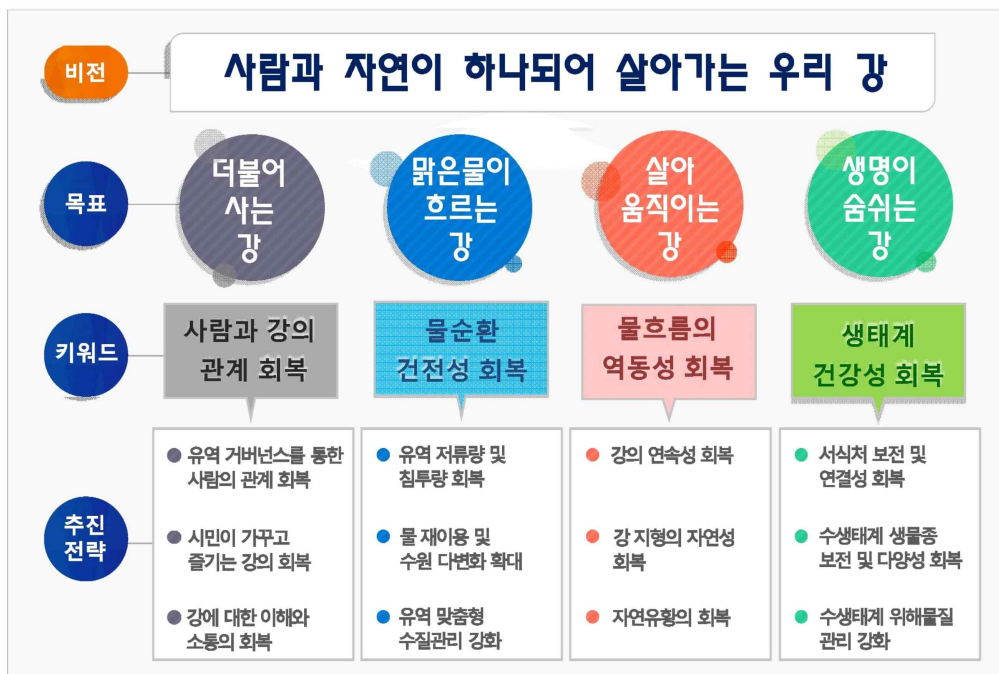 비전
사람과 자연이 하나되어 살아가는 우리 강
목표
더불어
사는
강
맑은물이
흐르는
강
살아
움직이는
강
생명이
숨쉬는
강
키워드
사람과 강의
관계 회복
물순환
건전성 회복
물흐름의
역동성 회복
생태계
건강성 회복
추진
전략
유역 거버넌스를 통한
사람의 관계 회복
시민이 가꾸고
즐기는 강의 회복
강에 대한 이해와
소통의 회복
유역 저류량 및
침투량 회복
물 재이용 및
수원 다변화 확대
유역 맞춤형
수질관리 강화
강의 연속성 회복
강 지형의 자연성
회복
자연유황의 회복
서식처 보전 및
연결성 회복
수생태계 생물종
보전 및 다양성 회복
수생태계 위해물질
관리 강화